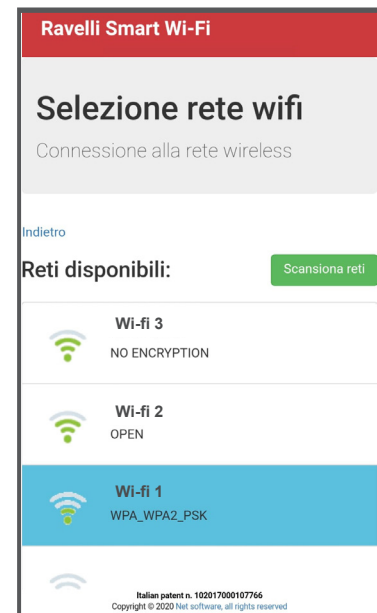 Ravelli Smart Wi-Fi
Selezione rete wifi
Connessione alla rete wireless
Indietro
Reti disponibili:
Scansiona reti
Wi-fi 3
NO ENCRYPTION
Wi-fi 2
OPEN
Wi-fi 1
WPA_WPA2_PSK
Italian patent n. 102017000107766
Copyright © 2020 Net software, all rights reserved